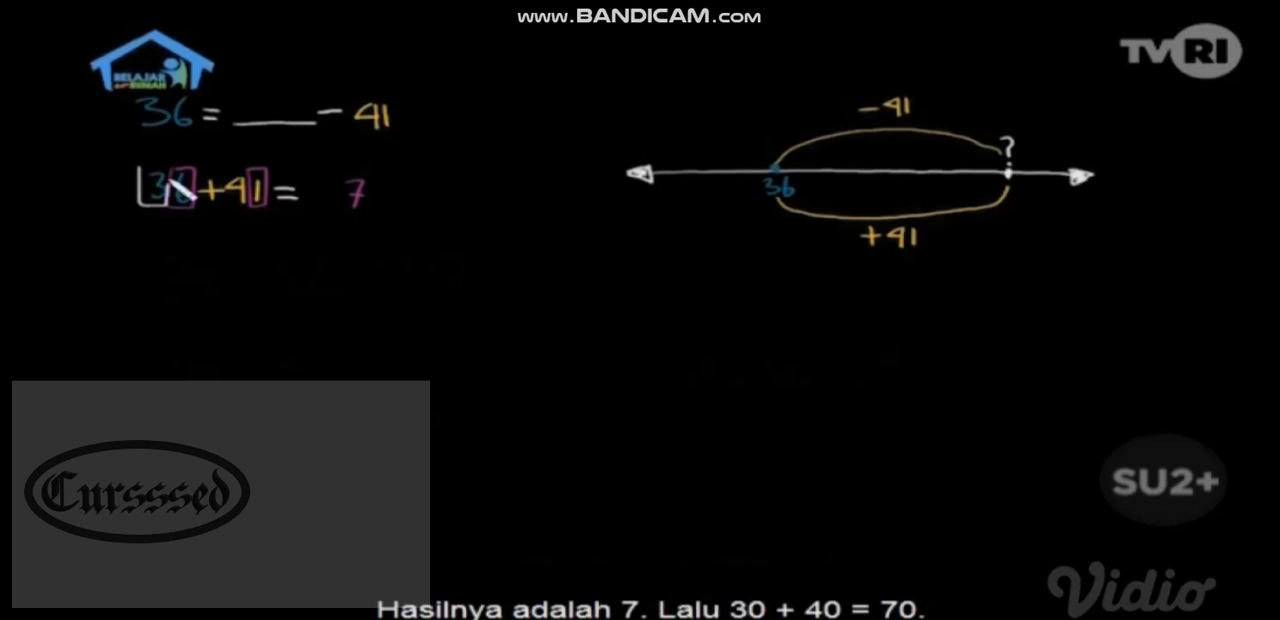 www.BANDICAM.com
TVRI
BELAJAR
36 = ____ - 41
36 + 41 = 7
-41
?
36
+41
Curssssed
SU2+
Vidio
Hasilnya adalah 7. Lalu 30 + 40 = 70.